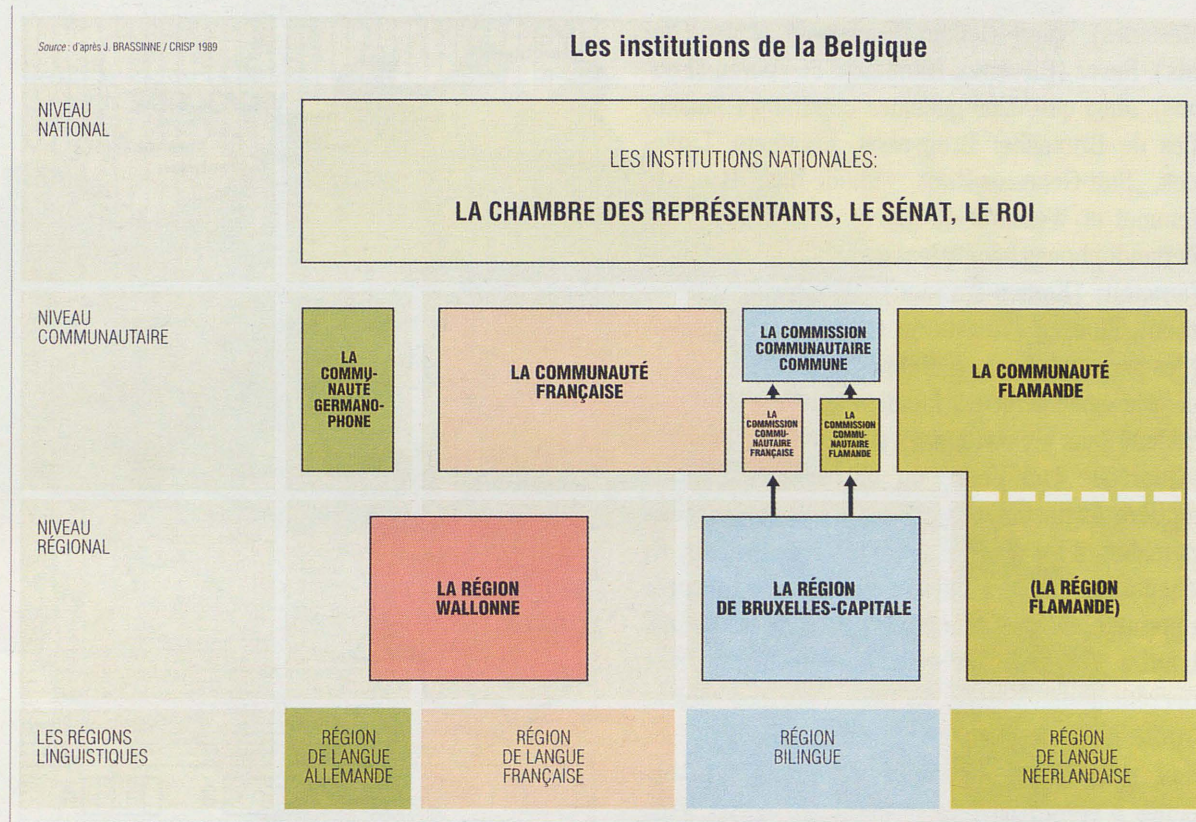 Source : d'après J. BRASSINNE / CRISP 1989
Les institutions de la Belgique
NIVEAU
NATIONAL
LES INSTITUTIONS NATIONALES:
LA CHAMBRE DES REPRÉSENTANTS, LE SÉNAT, LE ROI
NIVEAU
COMMUNAUTAIRE
LA
COMMU-
NAUTÉ
GERMANO-
PHONE
LA COMMUNAUTÉ
FRANÇAISE
LA COMMISSION
COMMUNAUTAIRE
COMMUNE
LA
COMMISSION
COMMU-
NAUTAIRE
FRANÇAISE
LA
COMMISSION
COMMU-
NAUTAIRE
FLAMANDE
LA COMMUNAUTÉ
FLAMANDE
NIVEAU
RÉGIONAL
LA RÉGION
WALLONNE
LA RÉGION
DE BRUXELLES-CAPITALE
(LA RÉGION
FLAMANDE)
LES RÉGIONS
LINGUISTIQUES
RÉGION
DE LANGUE
ALLEMANDE
RÉGION
DE LANGUE
FRANÇAISE
RÉGION
BILINGUE
RÉGION
DE LANGUE
NÉERLANDAISE